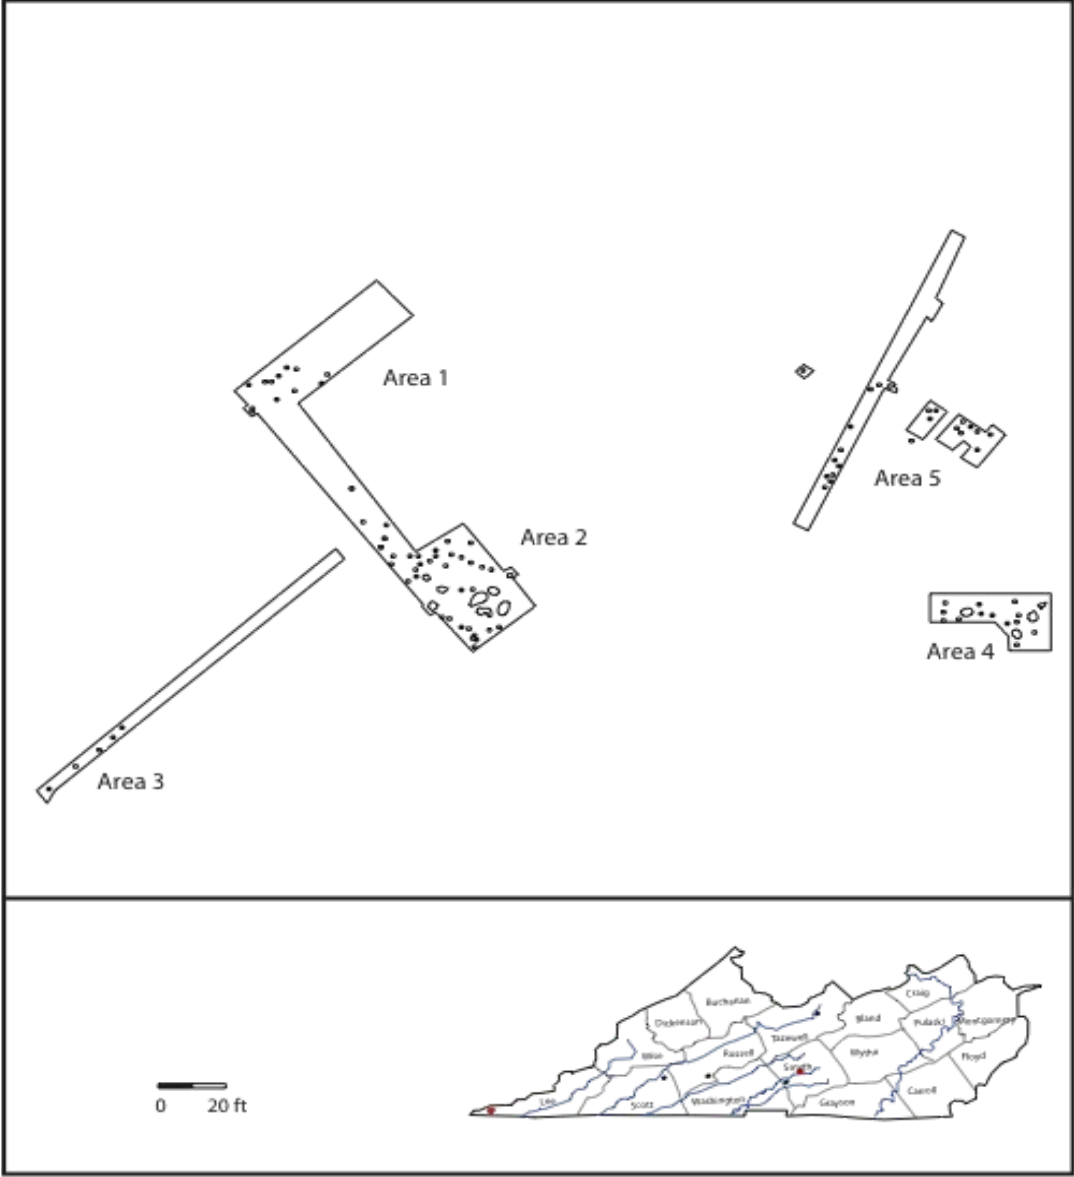 Area 1
Area 5
Area 2
Area 4
Area 3
0 20 ft
Craig
Buchanan
Dickenson
Bland
Pulaski
Montgomery
Tazewell
Wise
Russell
Wythe
Floyd
Smyth
Lee
Scott
Washington
Grayson
Carroll